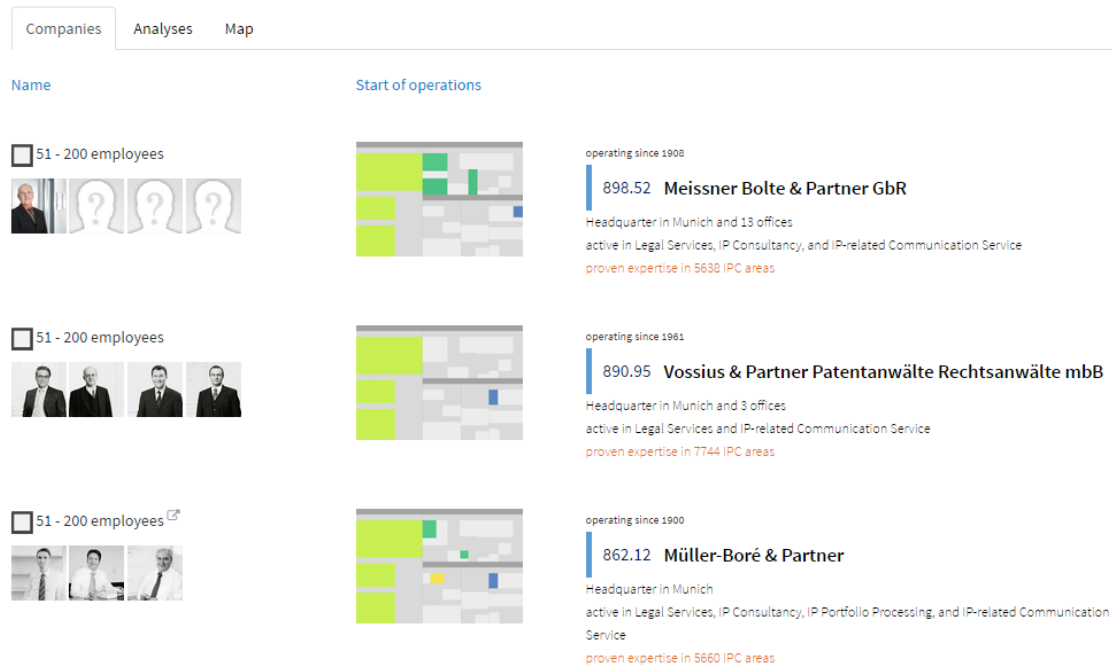 Companies Analyses Map
Name Start of operations
51 - 200 employees
operating since 1908
898.52 Meissner Bolte & Partner GbR
Headquarter in Munich and 13 offices
active in Legal Services, IP Consultancy, and IP-related Communication Service
proven expertise in 5638 IPC areas
51 - 200 employees
operating since 1961
890.95 Vossius & Partner Patentanwälte Rechtsanwälte mbB
Headquarter in Munich and 3 offices
active in Legal Services and IP-related Communication Service
proven expertise in 7744 IPC areas
51 - 200 employees
operating since 1900
862.12 Müller-Boré & Partner
Headquarter in Munich
active in Legal Services, IP Consultancy, IP Portfolio Processing, and IP-related Communication
Service
proven expertise in 5660 IPC areas